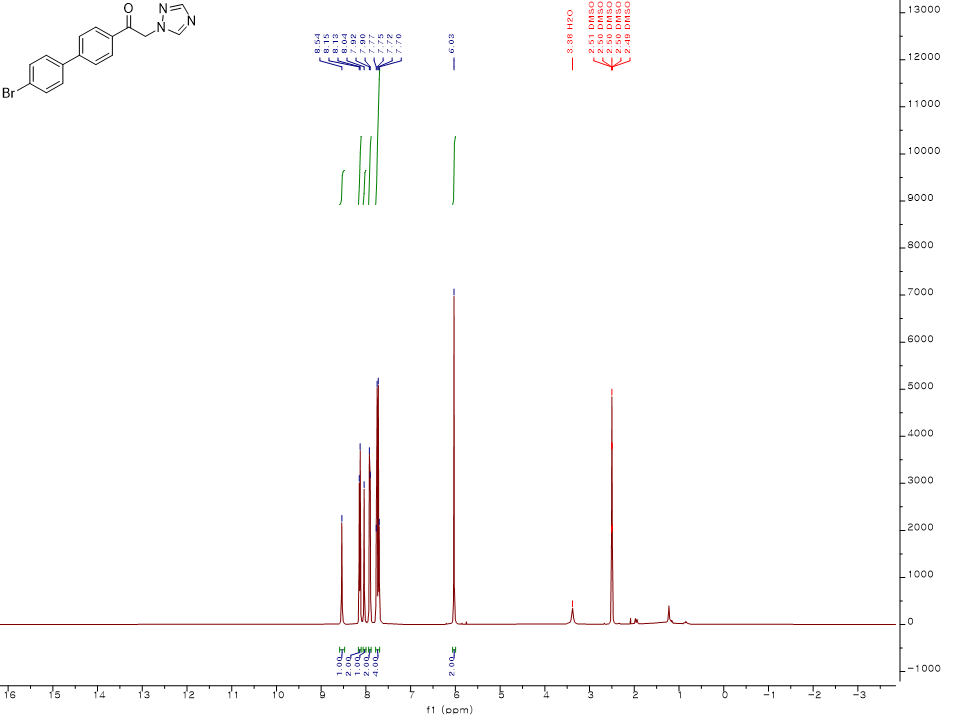 O
N
N
N
Br
8.54
8.15
8.13
8.04
7.92
7.90
7.77
7.75
7.72
7.70
6.03
3.38 H2O
2.51 DMSO
2.50 DMSO
2.50 DMSO
2.50 DMSO
2.49 DMSO
13000
12000
11000
10000
9000
8000
7000
6000
5000
4000
3000
2000
1000
0
-1000
1.00
2.00
1.00
2.00
4.00
2.00
16 15 14 13 12 11 10 9 8 7 6 5 4 3 2 1 0 -1 -2 -3
f1 (ppm)